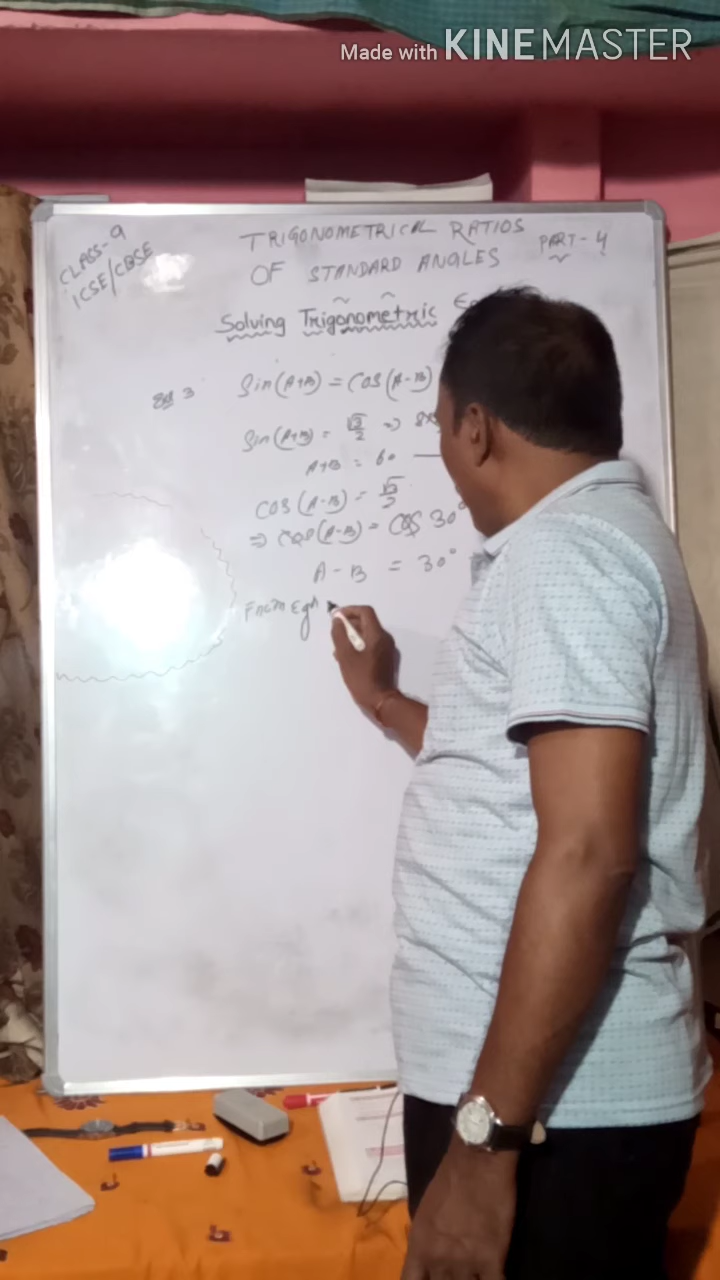 Made with KINEMASTER
CLASS-9
ICSE/CBSE
TRIGONOMETRICAL RATIOS
OF STANDARD ANGLES
PART-4
Solving Trigonometric
3
Sin(A+B) = COS(A-B)
Sin(A+B) = √3/2 ⇒
A+B = 60
COS(A-B) = √3/2
⇒ COS(A-B) = COS 30°
A - B = 30°
From Eqn